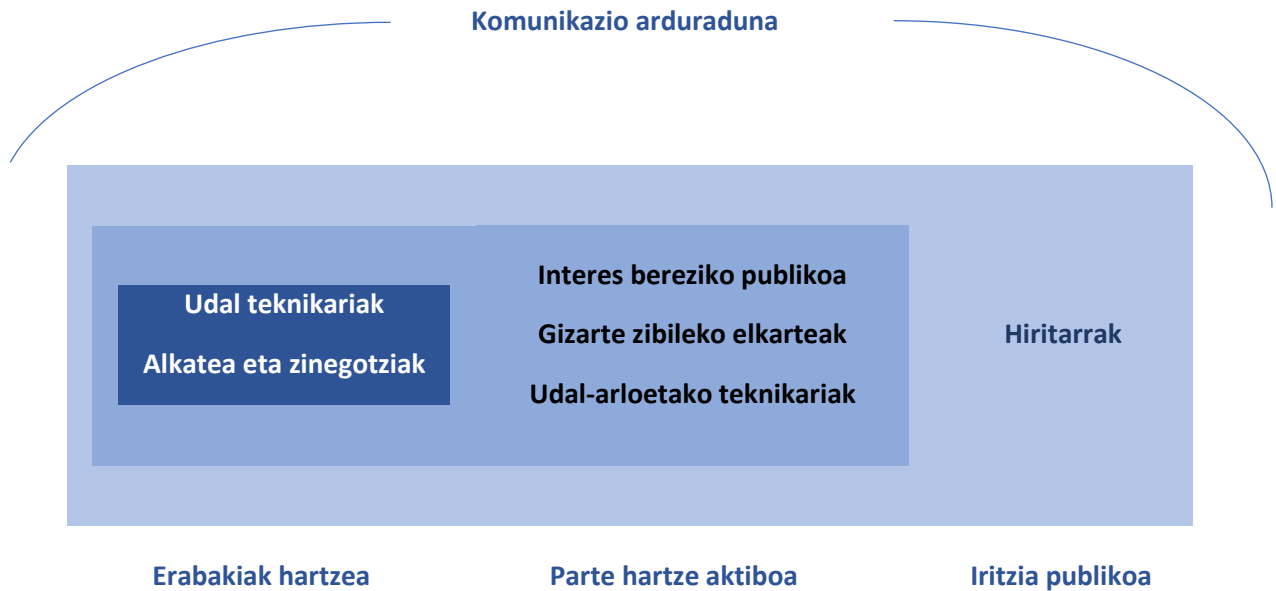 Komunikazio arduraduna
Udal teknikariak
Alkatea eta zinegotziak
Interes bereziko publikoa
Gizarte zibileko elkarteak
Udal-arloetako teknikariak
Hiritarrak
Erabakiak hartzea
Parte hartze aktiboa
Iritzia publikoa